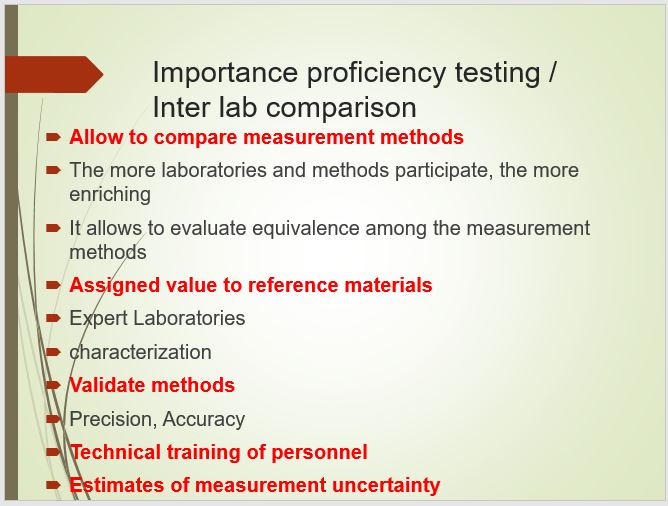 Importance proficiency testing /
Inter lab comparison
Allow to compare measurement methods
The more laboratories and methods participate, the more
enriching
It allows to evaluate equivalence among the measurement
methods
Assigned value to reference materials
Expert Laboratories
characterization
Validate methods
Precision, Accuracy
Technical training of personnel
Estimates of measurement uncertainty